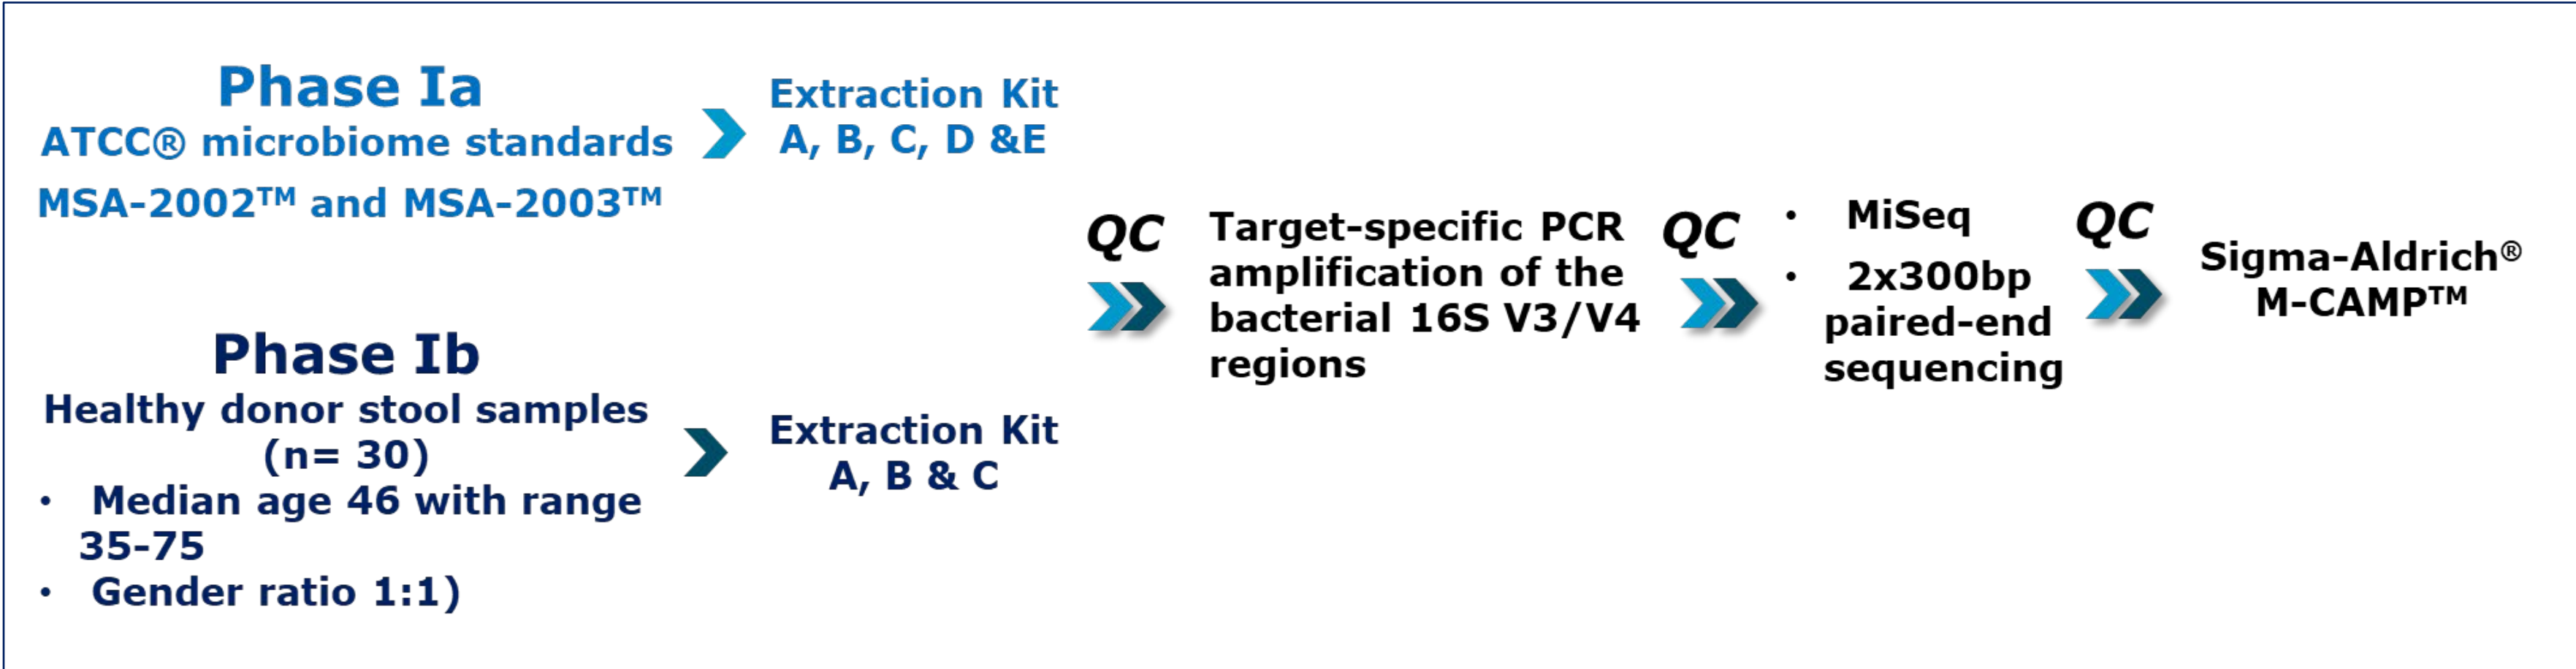 Phase Ia
ATCC® microbiome standards
MSA-2002™ and MSA-2003™
Extraction Kit
A, B, C, D &E
Phase Ib
Healthy donor stool samples
(n= 30)
• Median age 46 with range
35-75
• Gender ratio 1:1)
Extraction Kit
A, B & C
QC
Target-specific PCR
amplification of the
bacterial 16S V3/V4
regions
QC
• MiSeq
• 2x300bp
paired-end
sequencing
QC
Sigma-Aldrich®
M-CAMP™